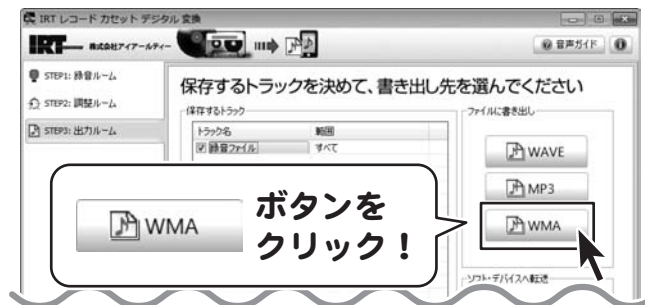 IRT レコード カセット デジタル 変換
IRT 株式会社アイアールティー
音声ガイド
STEP1: 録音ルーム
STEP2: 調整ルーム
STEP3: 出力ルーム
保存するトラックを決めて、書き出し先を選んでください
保存するトラック
トラック名 範囲
録音ファイル すべて
ファイルに書き出し
WAVE
MP3
WMA
WMA
ボタンを
クリック！
ソフト・デバイスへ転送